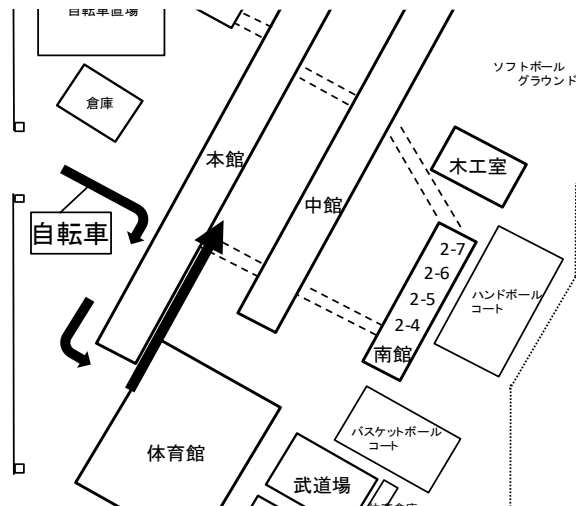 自転車置場
倉庫
ソフトボール
グラウンド
本館
木工室
中館
自転車
2-7
2-6
2-5
2-4
南館
ハンドボール
コート
バスケットボール
コート
体育館
武道場